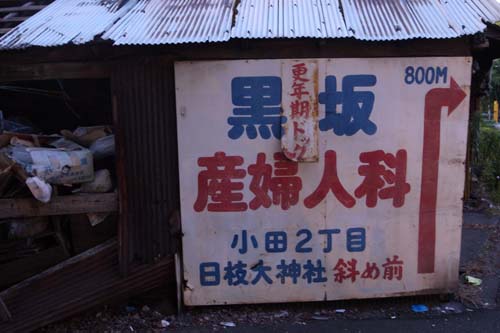 黒坂
更年期ドック
800M
産婦人科
小田2丁目
日枝大神社斜め前